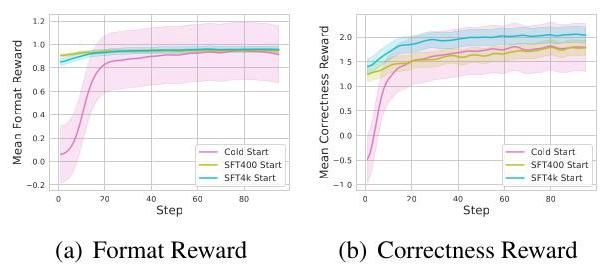 Mean Format Reward
1.2
1.0
0.8
0.6
0.4
0.2
0.0
−0.2
0
20
40
60
80
Step
Cold Start
SFT400 Start
SFT4k Start
(a) Format Reward
Mean Correctness Reward
2.0
1.5
1.0
0.5
0.0
−0.5
−1.0
0
20
40
60
80
Step
Cold Start
SFT400 Start
SFT4k Start
(b) Correctness Reward